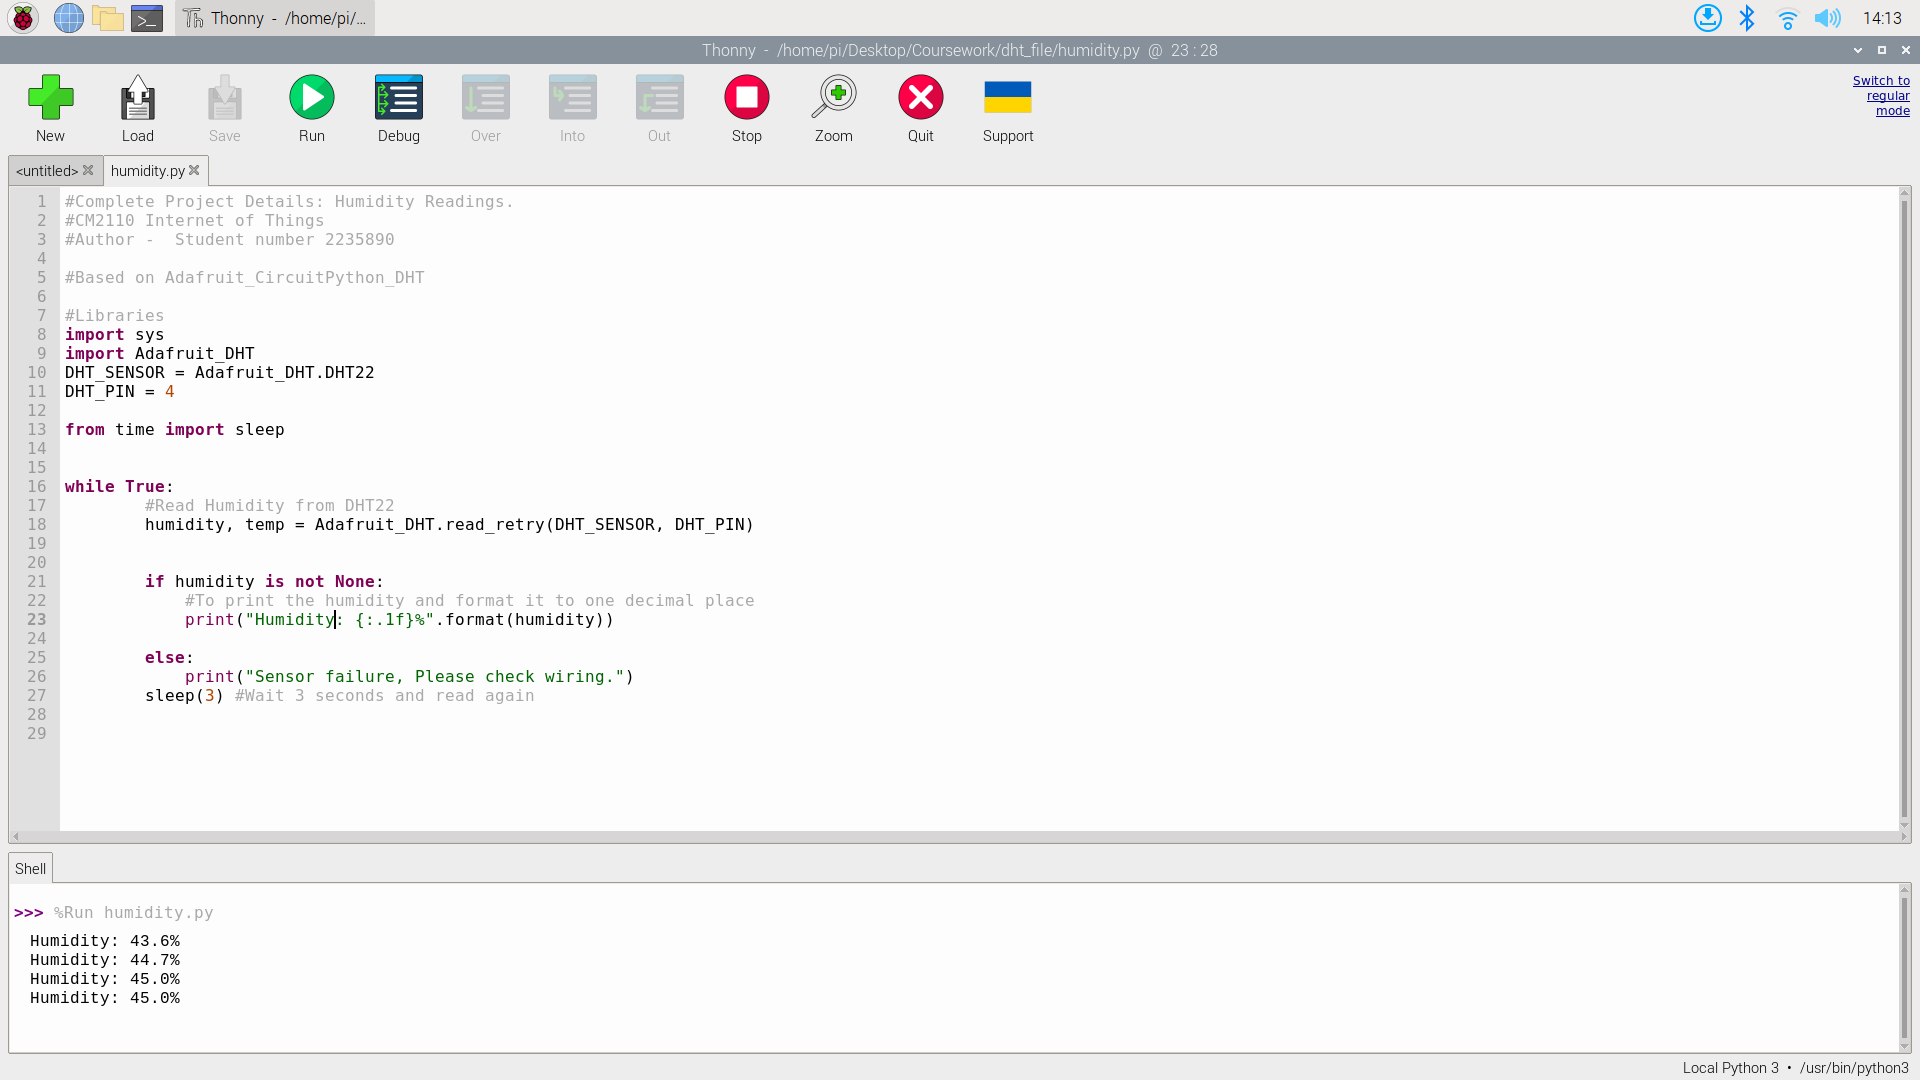 Thonny - /home/pi/...
14:13
Thonny - /home/pi/Desktop/Coursework/dht_file/humidity.py @ 23 : 28
New Load Save Run Debug Over Into Out Stop Zoom Quit Support
Switch to
regular
mode
<untitled> humidity.py
1 #Complete Project Details: Humidity Readings.
2 #CM2110 Internet of Things
3 #Author -  Student number 2235890
4
5 #Based on Adafruit_CircuitPython_DHT
6
7 #Libraries
8 import sys
9 import Adafruit_DHT
10 DHT_SENSOR = Adafruit_DHT.DHT22
11 DHT_PIN = 4
12
13 from time import sleep
14
15
16 while True:
17         #Read Humidity from DHT22
18         humidity, temp = Adafruit_DHT.read_retry(DHT_SENSOR, DHT_PIN)
19
20
21         if humidity is not None:
22             #To print the humidity and format it to one decimal place
23             print("Humidity: {:.1f}%".format(humidity))
24
25         else:
26             print("Sensor failure, Please check wiring.")
27         sleep(3) #Wait 3 seconds and read again
28
29
Shell
>>> %Run humidity.py
Humidity: 43.6%
Humidity: 44.7%
Humidity: 45.0%
Humidity: 45.0%
Local Python 3 • /usr/bin/python3